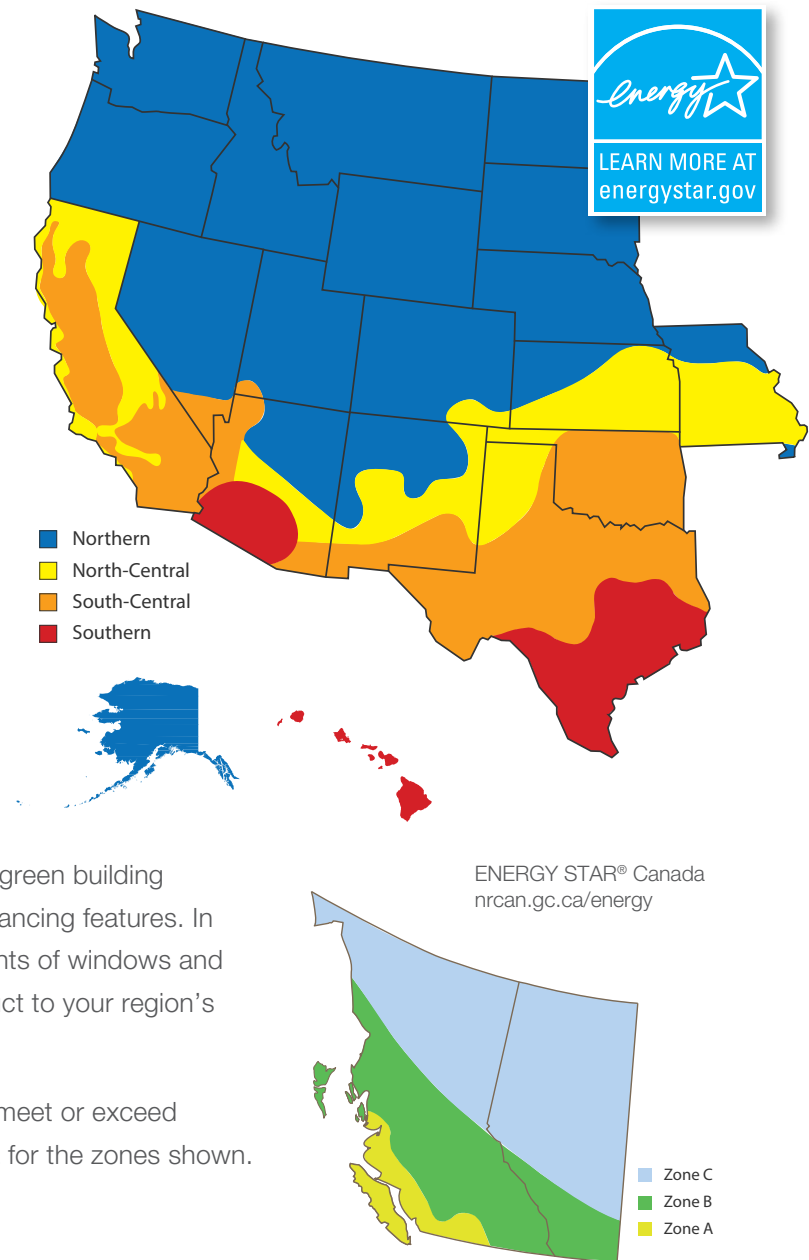 energy
LEARN MORE AT
energystar.gov
Northern
North-Central
South-Central
Southern
green building
ancing features. In
nts of windows and
ct to your region's
meet or exceed
for the zones shown.
ENERGY STAR® Canada
nrcan.gc.ca/energy
Zone C
Zone B
Zone A